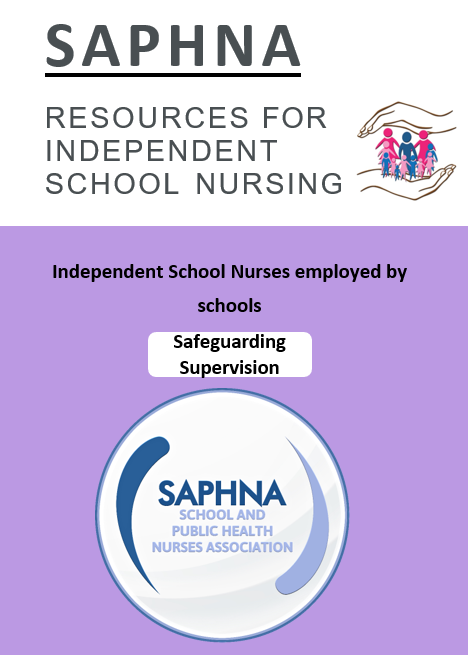 SAPHNA
RESOURCES FOR
INDEPENDENT
SCHOOL NURSING
Independent School Nurses employed by
schools
Safeguarding
Supervision
SAPHNA
SCHOOL AND
PUBLIC HEALTH
NURSES ASSOCIATION